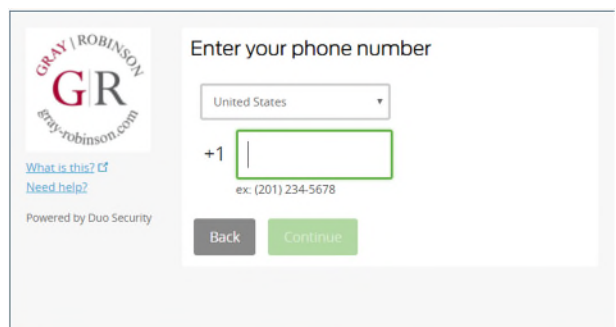 GRAY | ROBINSON
G|R
gray-robinson.com
What is this?
Need help?
Powered by Duo Security
Enter your phone number
United States
+1
ex: (201) 234-5678
Back
Continue